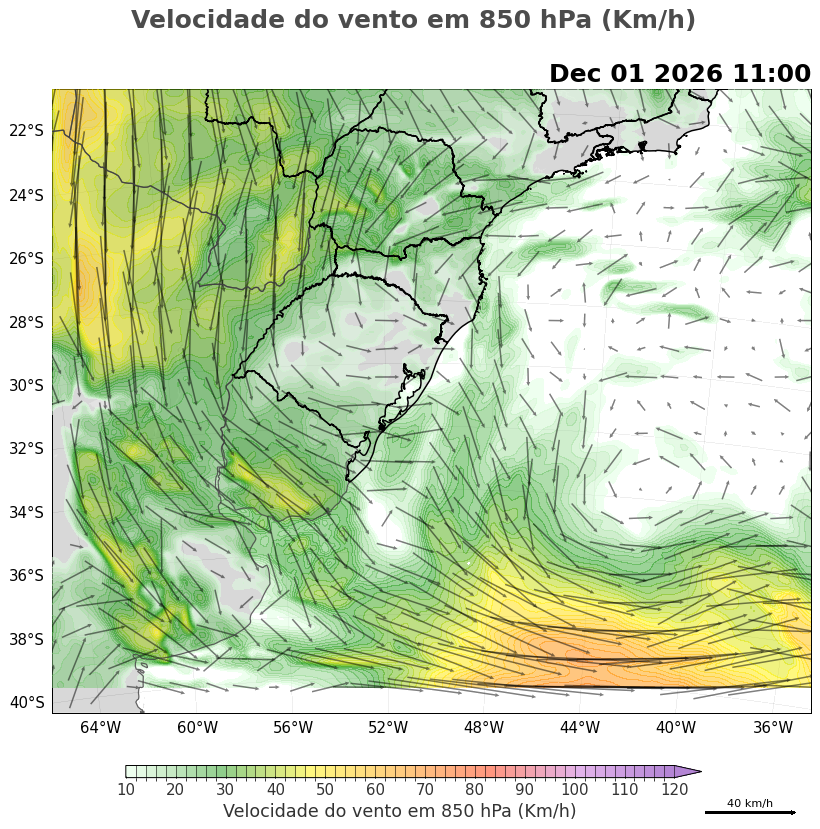 Velocidade do vento em 850 hPa (Km/h)
Dec 01 2026 11:00
22°S
24°S
26°S
28°S
30°S
32°S
34°S
36°S
38°S
40°S
64°W 60°W 56°W 52°W 48°W 44°W 40°W 36°W
10 20 30 40 50 60 70 80 90 100 110 120
Velocidade do vento em 850 hPa (Km/h)
40 km/h